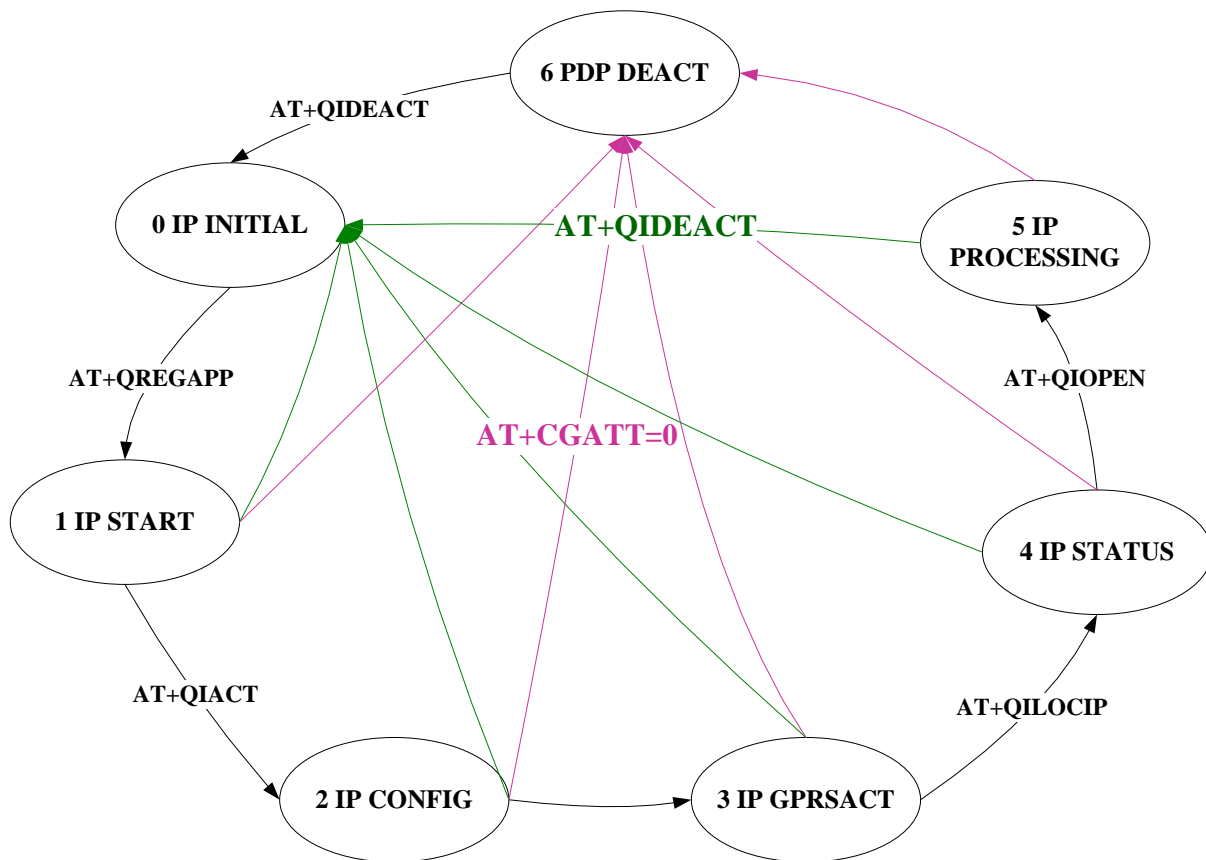 6 PDP DEACT
AT+QIDEACT
0 IP INITIAL
AT+QIDEACT
5 IP
PROCESSING
AT+QREGAPP
AT+QIOPEN
AT+CGATT=0
1 IP START
4 IP STATUS
AT+QIACT
AT+QILOCIP
2 IP CONFIG
3 IP GPRSACT